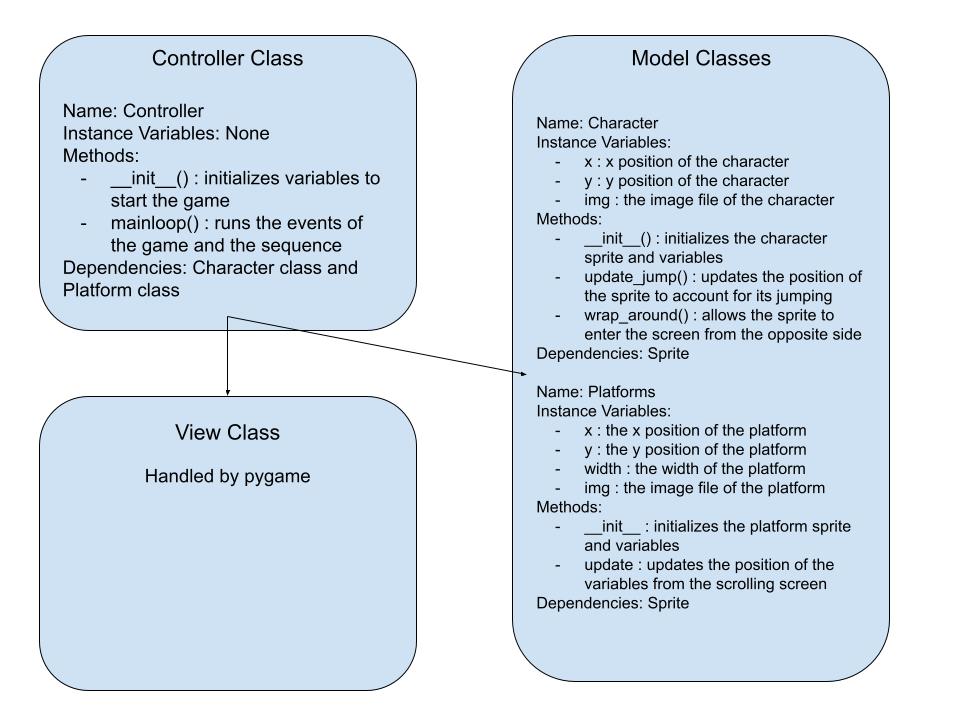 Controller Class
Name: Controller
Instance Variables: None
Methods:
- __init__() : initializes variables to
start the game
- mainloop() : runs the events of
the game and the sequence
Dependencies: Character class and
Platform class
View Class
Handled by pygame
Model Classes
Name: Character
Instance Variables:
- x : x position of the character
- y : y position of the character
- img : the image file of the character
Methods:
- __init__() : initializes the character
sprite and variables
- update_jump() : updates the position of
the sprite to account for its jumping
- wrap_around() : allows the sprite to
enter the screen from the opposite side
Dependencies: Sprite
Name: Platforms
Instance Variables:
- x : the x position of the platform
- y : the y position of the platform
- width : the width of the platform
- img : the image file of the platform
Methods:
- __init__ : initializes the platform sprite
and variables
- update : updates the position of the
variables from the scrolling screen
Dependencies: Sprite